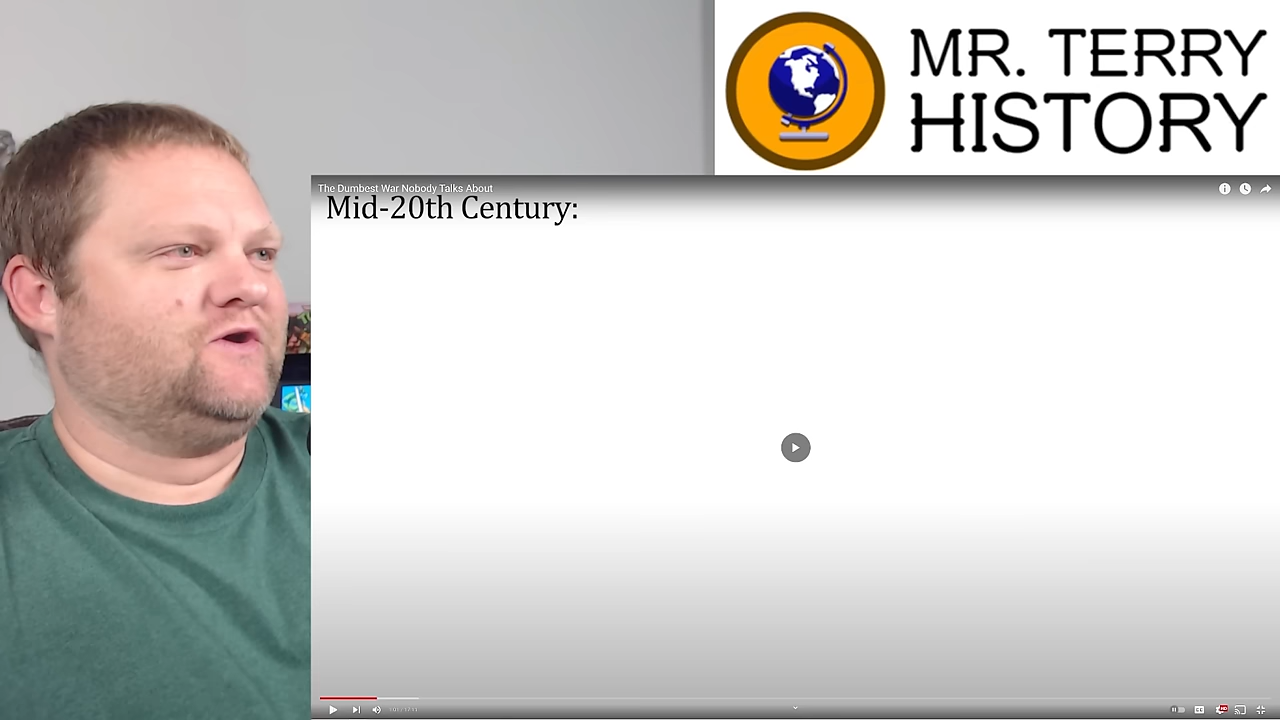 MR. TERRY
HISTORY
The Dumbest War Nobody Talks About
Mid-20th Century: